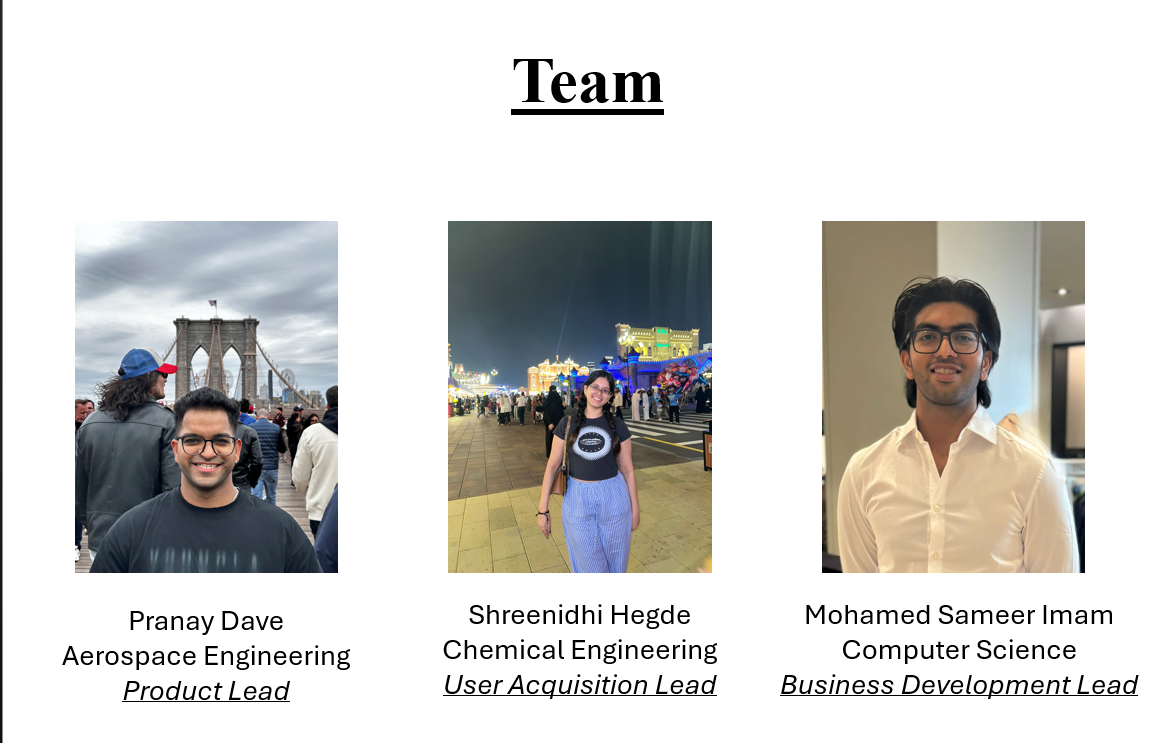 Team
Pranay Dave
Aerospace Engineering
Product Lead
Shreenidhi Hegde
Chemical Engineering
User Acquisition Lead
Mohamed Sameer Imam
Computer Science
Business Development Lead